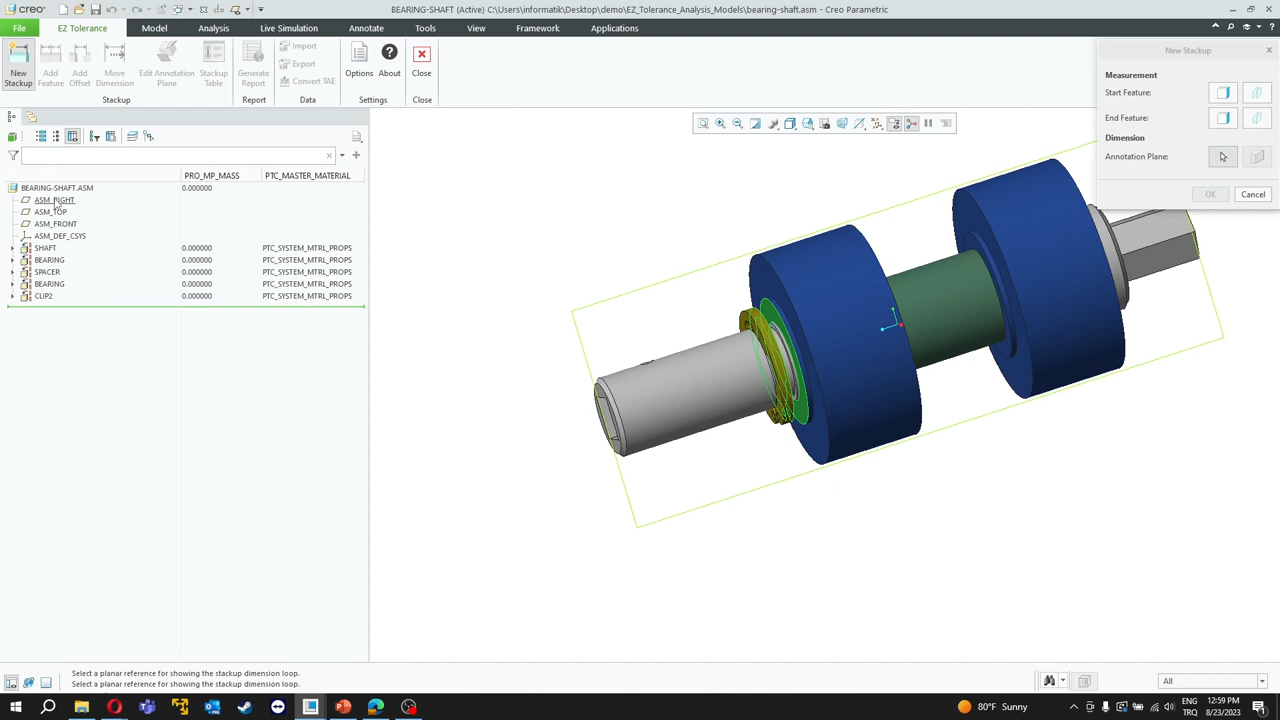 creo
BEARING-SHAFT (Active) C:\Users\informatik\Desktop\demo\EZ_Tolerance_Analysis_Models\bearing-shaft.asm - Creo Parametric
File EZ Tolerance Model Analysis Live Simulation Annotate Tools View Framework Applications
New Stackup
Add Feature
Add Offset
Move Dimension
Edit Annotation Plane
Stackup Table
Generate Report
Import
Export
Convert TAE
Options
About
Close
Stackup Report Data Settings Close
New Stackup
Measurement
Start Feature:
End Feature:
Dimension
Annotation Plane:
OK Cancel
PRO_MP_MASS PTC_MASTER_MATERIAL
BEARING-SHAFT.ASM 0.000000
ASM_RIGHT
ASM_TOP
ASM_FRONT
ASM_DEF_CSYS
SHAFT 0.000000 PTC_SYSTEM_MTRL_PROPS
BEARING 0.000000 PTC_SYSTEM_MTRL_PROPS
SPACER 0.000000 PTC_SYSTEM_MTRL_PROPS
BEARING 0.000000 PTC_SYSTEM_MTRL_PROPS
CLIP2 0.000000 PTC_SYSTEM_MTRL_PROPS
Select a planar reference for showing the stackup dimension loop.
Select a planar reference for showing the stackup dimension loop.
All
80°F Sunny
ENG
TRQ
12:59 PM
8/23/2023